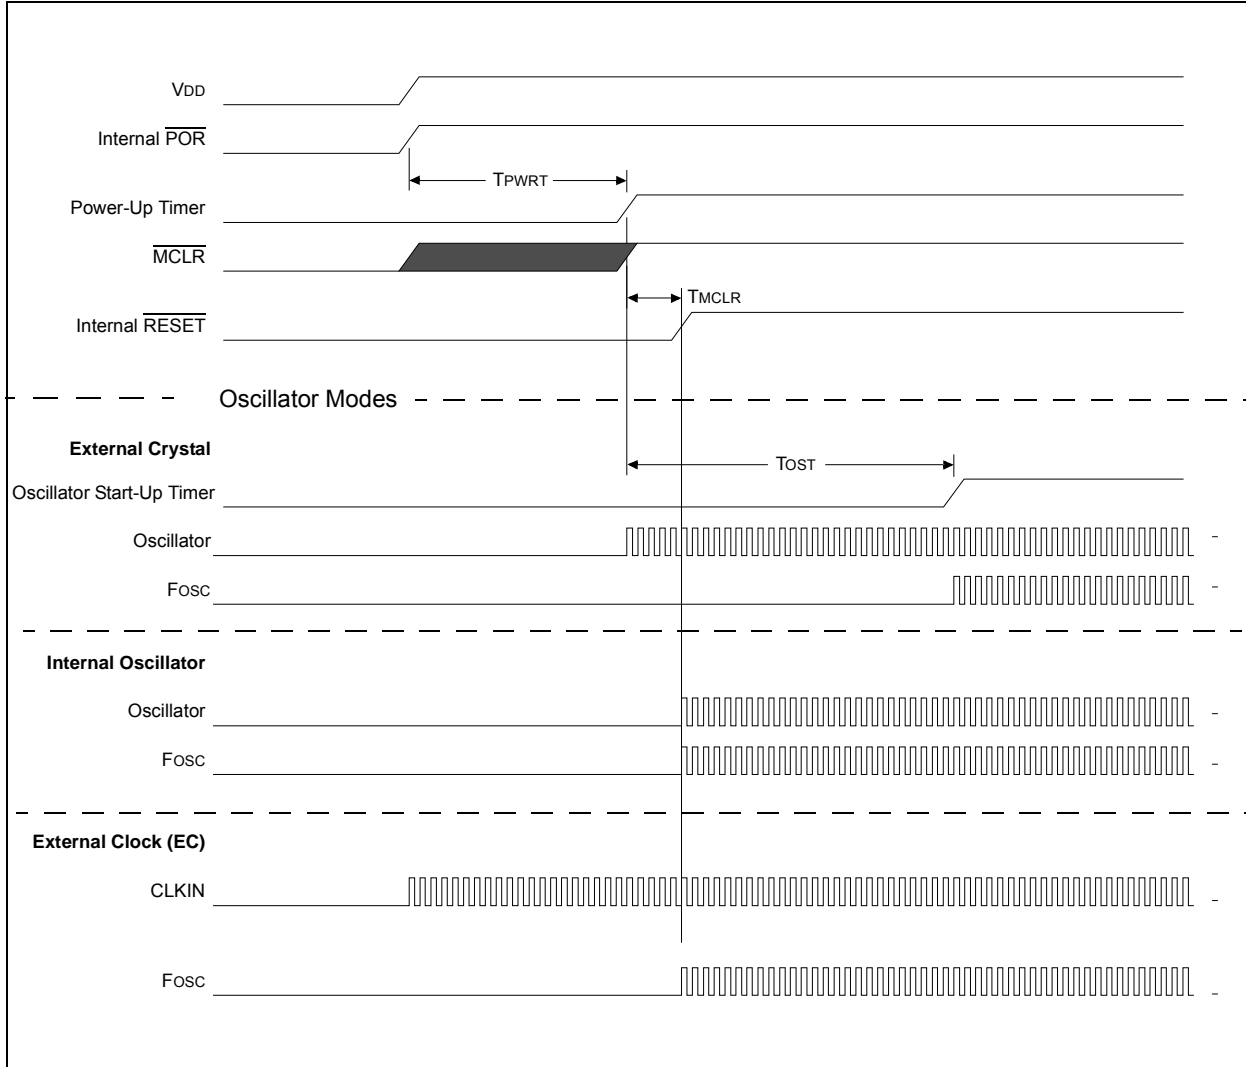 VDD
Internal POR
TPWRT
Power-Up Timer
MCLR
TMCLR
Internal RESET
Oscillator Modes
External Crystal
TOST
Oscillator Start-Up Timer
Oscillator
FOSC
Internal Oscillator
Oscillator
FOSC
External Clock (EC)
CLKIN
FOSC